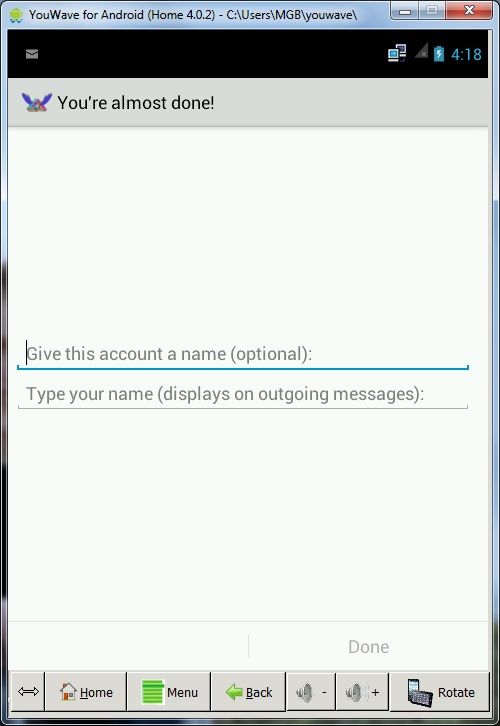 YouWave for Android (Home 4.0.2) - C:\Users\MGB\youwave\
4:18
You're almost done!
Give this account a name (optional):
Type your name (displays on outgoing messages):
Done
Home Menu Back - + Rotate